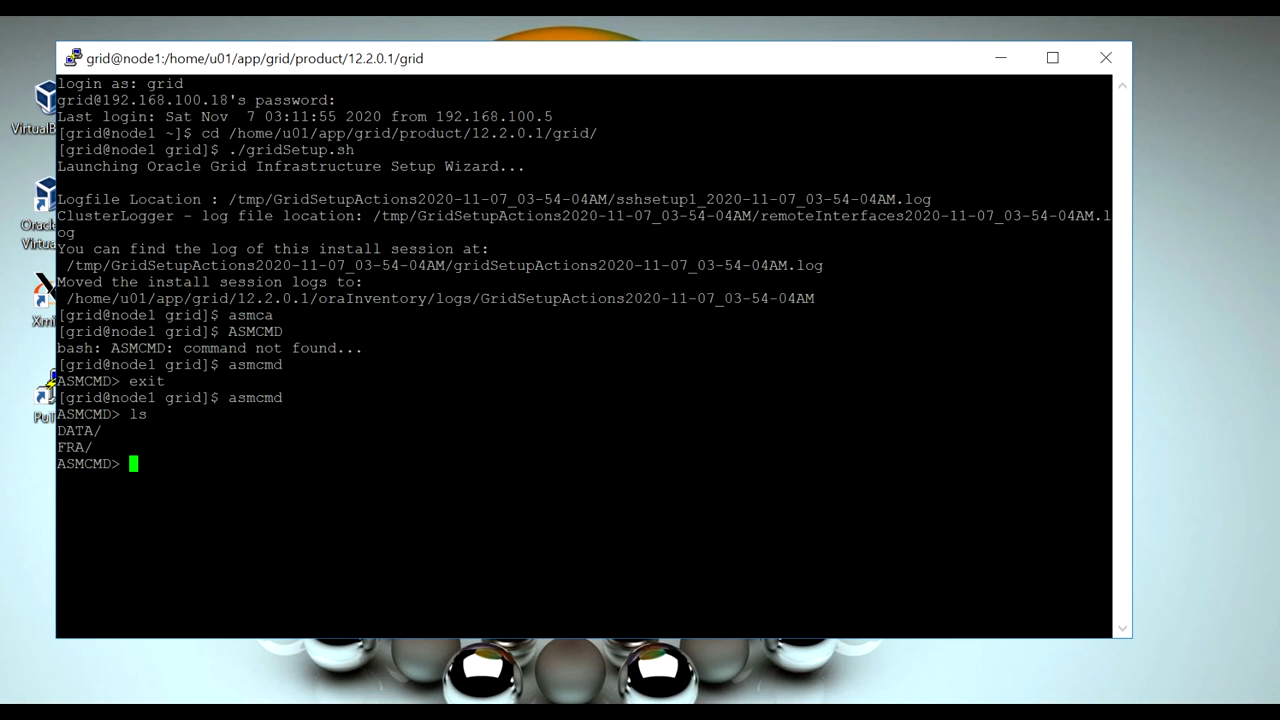 grid@node1:/home/u01/app/grid/product/12.2.0.1/grid
login as: grid
grid@192.168.100.18's password:
Last login: Sat Nov  7 03:11:55 2020 from 192.168.100.5
[grid@node1 ~]$ cd /home/u01/app/grid/product/12.2.0.1/grid/
[grid@node1 grid]$ ./gridSetup.sh
Launching Oracle Grid Infrastructure Setup Wizard...
Logfile Location : /tmp/GridSetupActions2020-11-07_03-54-04AM/sshsetup1_2020-11-07_03-54-04AM.log
ClusterLogger - log file location: /tmp/GridSetupActions2020-11-07_03-54-04AM/remoteInterfaces2020-11-07_03-54-04AM.l
og
You can find the log of this install session at:
 /tmp/GridSetupActions2020-11-07_03-54-04AM/gridSetupActions2020-11-07_03-54-04AM.log
Moved the install session logs to:
 /home/u01/app/grid/12.2.0.1/oraInventory/logs/GridSetupActions2020-11-07_03-54-04AM
[grid@node1 grid]$ asmca
[grid@node1 grid]$ ASMCMD
bash: ASMCMD: command not found...
[grid@node1 grid]$ asmcmd
ASMCMD> exit
[grid@node1 grid]$ asmcmd
ASMCMD> ls
DATA/
FRA/
ASMCMD>
VirtualB
Oracl
Virtua
Xmi
PuT